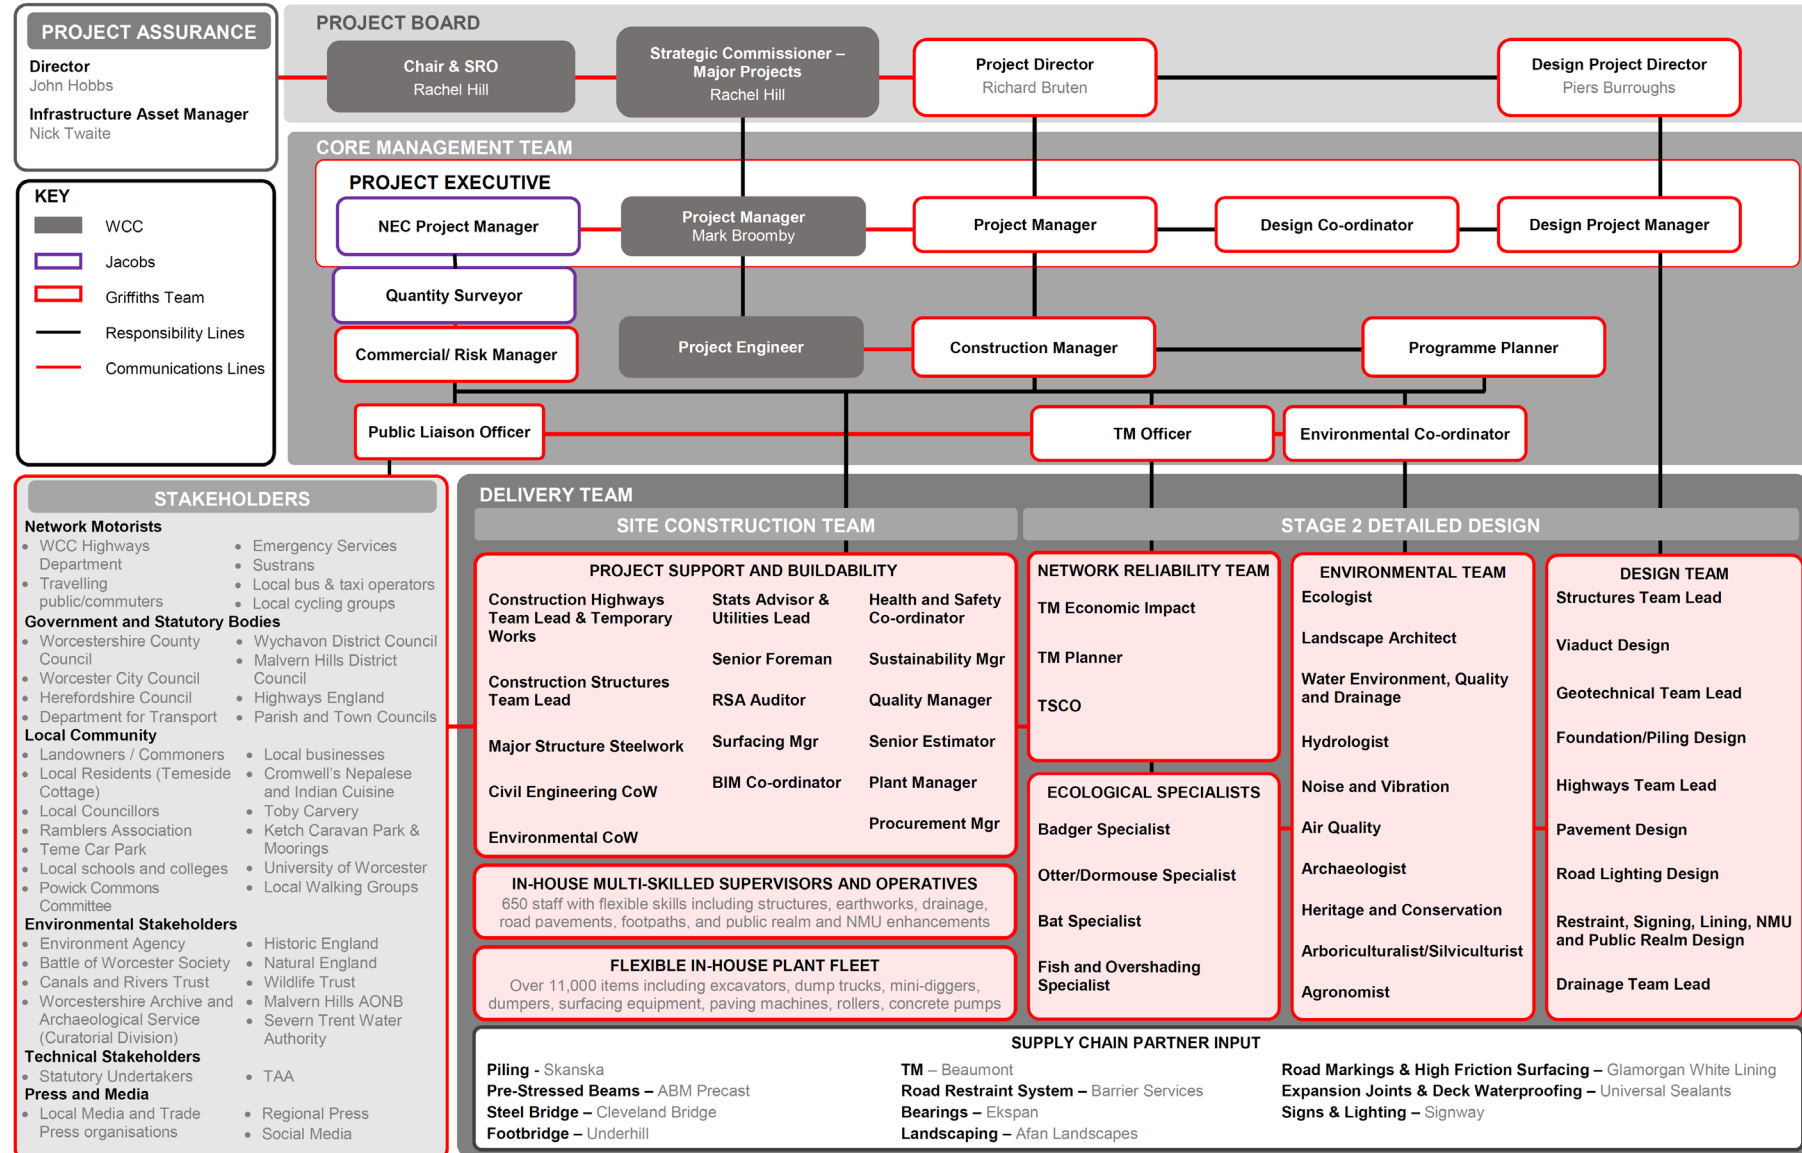 PROJECT ASSURANCE
Director
John Hobbs
Infrastructure Asset Manager
Nick Twaite
KEY
WCC
Jacobs
Griffiths Team
Responsibility Lines
Communications Lines
PROJECT BOARD
Chair & SRO
Rachel Hill
Strategic Commissioner –
Major Projects
Rachel Hill
Project Director
Richard Bruten
Design Project Director
Piers Burroughs
CORE MANAGEMENT TEAM
PROJECT EXECUTIVE
NEC Project Manager
Project Manager
Mark Broomby
Project Manager
Design Co-ordinator
Design Project Manager
Quantity Surveyor
Commercial/ Risk Manager
Project Engineer
Construction Manager
Programme Planner
Public Liaison Officer
TM Officer
Environmental Co-ordinator
STAKEHOLDERS
Network Motorists
• WCC Highways
Department
• Travelling
public/commuters
• Emergency Services
• Sustrans
• Local bus & taxi operators
• Local cycling groups
Government and Statutory Bodies
• Worcestershire County
Council
• Worcester City Council
• Herefordshire Council
• Department for Transport
• Wychavon District Council
• Malvern Hills District
Council
• Highways England
• Parish and Town Councils
Local Community
• Landowners / Commoners
• Local Residents (Temeside
Cottage)
• Local Councillors
• Ramblers Association
• Teme Car Park
• Local schools and colleges
• Powick Commons
Committee
• Local businesses
• Cromwell's Nepalese
and Indian Cuisine
• Toby Carvery
• Ketch Caravan Park &
Moorings
• University of Worcester
• Local Walking Groups
Environmental Stakeholders
• Environment Agency
• Battle of Worcester Society
• Canals and Rivers Trust
• Worcestershire Archive and
Archaeological Service
(Curatorial Division)
• Historic England
• Natural England
• Wildlife Trust
• Malvern Hills AONB
• Severn Trent Water
Authority
Technical Stakeholders
• Statutory Undertakers
• TAA
Press and Media
• Local Media and Trade
Press organisations
• Regional Press
• Social Media
DELIVERY TEAM
SITE CONSTRUCTION TEAM
STAGE 2 DETAILED DESIGN
PROJECT SUPPORT AND BUILDABILITY
Construction Highways
Team Lead & Temporary
Works
Construction Structures
Team Lead
Major Structure Steelwork
Civil Engineering CoW
Environmental CoW
Stats Advisor &
Utilities Lead
Senior Foreman
RSA Auditor
Surfacing Mgr
BIM Co-ordinator
Health and Safety
Co-ordinator
Sustainability Mgr
Quality Manager
Senior Estimator
Plant Manager
Procurement Mgr
IN-HOUSE MULTI-SKILLED SUPERVISORS AND OPERATIVES
650 staff with flexible skills including structures, earthworks, drainage,
road pavements, footpaths, and public realm and NMU enhancements
FLEXIBLE IN-HOUSE PLANT FLEET
Over 11,000 items including excavators, dump trucks, mini-diggers,
dumpers, surfacing equipment, paving machines, rollers, concrete pumps
NETWORK RELIABILITY TEAM
TM Economic Impact
TM Planner
TSCO
ECOLOGICAL SPECIALISTS
Badger Specialist
Otter/Dormouse Specialist
Bat Specialist
Fish and Overshading
Specialist
ENVIRONMENTAL TEAM
Ecologist
Landscape Architect
Water Environment, Quality
and Drainage
Hydrologist
Noise and Vibration
Air Quality
Archaeologist
Heritage and Conservation
Arboriculturalist/Silviculturist
Agronomist
DESIGN TEAM
Structures Team Lead
Viaduct Design
Geotechnical Team Lead
Foundation/Piling Design
Highways Team Lead
Pavement Design
Road Lighting Design
Restraint, Signing, Lining, NMU
and Public Realm Design
Drainage Team Lead
SUPPLY CHAIN PARTNER INPUT
Piling - Skanska
Pre-Stressed Beams – ABM Precast
Steel Bridge – Cleveland Bridge
Footbridge – Underhill
TM – Beaumont
Road Restraint System – Barrier Services
Bearings – Ekspan
Landscaping – Afan Landscapes
Road Markings & High Friction Surfacing – Glamorgan White Lining
Expansion Joints & Deck Waterproofing – Universal Sealants
Signs & Lighting – Signway